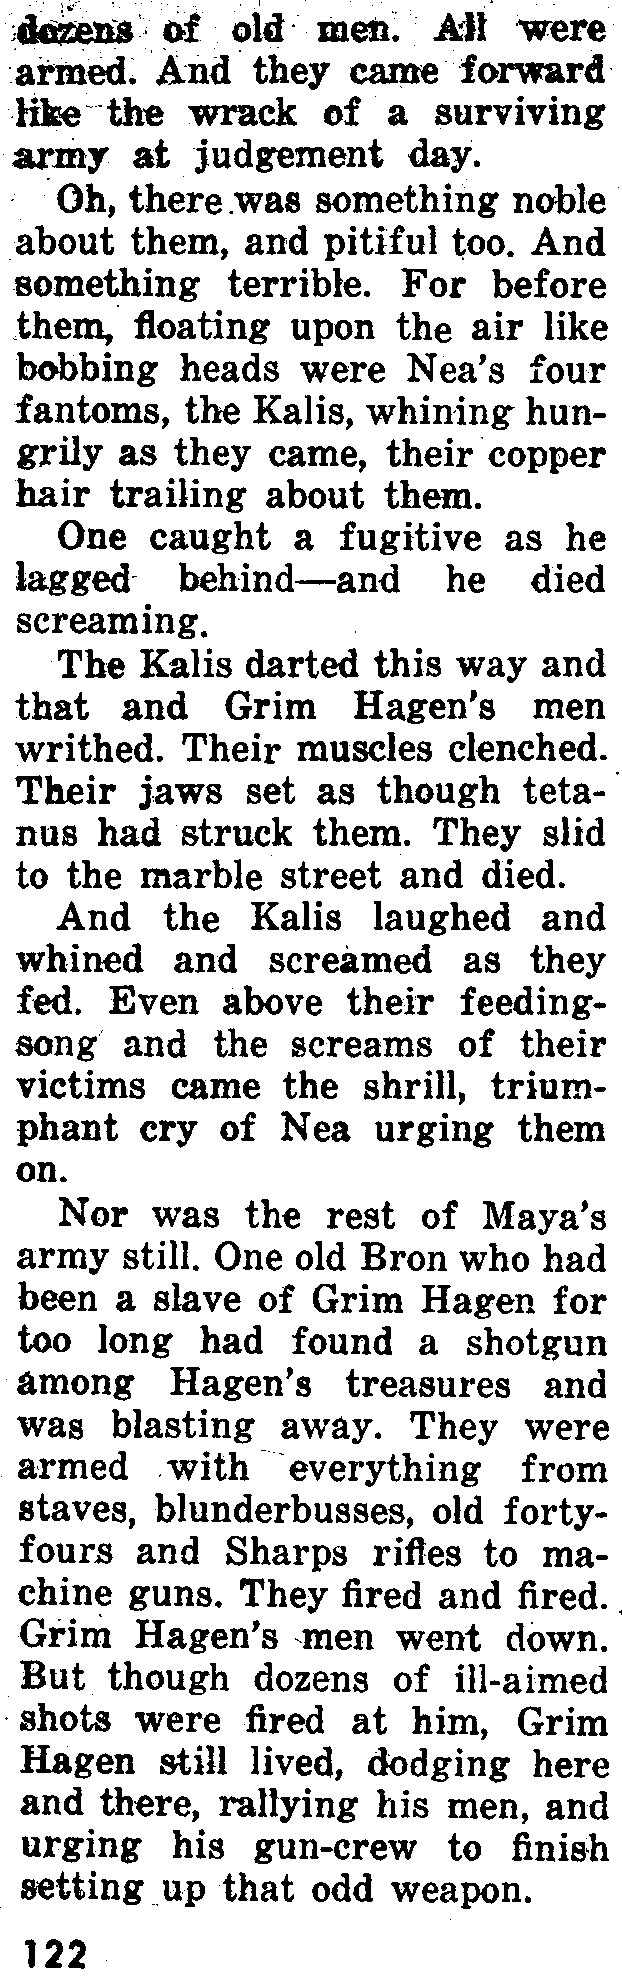 dozens of old men. All were
armed. And they came forward
like the wrack of a surviving
army at judgement day.
Oh, there was something noble
about them, and pitiful too. And
something terrible. For before
them, floating upon the air like
bobbing heads were Nea's four
fantoms, the Kalis, whining hun-
grily as they came, their copper
hair trailing about them.
One caught a fugitive as he
lagged behind—and he died
screaming.
The Kalis darted this way and
that and Grim Hagen's men
writhed. Their muscles clenched.
Their jaws set as though teta-
nus had struck them. They slid
to the marble street and died.
And the Kalis laughed and
whined and screamed as they
fed. Even above their feeding-
song and the screams of their
victims came the shrill, trium-
phant cry of Nea urging them
on.
Nor was the rest of Maya's
army still. One old Bron who had
been a slave of Grim Hagen for
too long had found a shotgun
among Hagen's treasures and
was blasting away. They were
armed with everything from
staves, blunderbusses, old forty-
fours and Sharps rifles to ma-
chine guns. They fired and fired.
Grim Hagen's men went down.
But though dozens of ill-aimed
shots were fired at him, Grim
Hagen still lived, dodging here
and there, rallying his men, and
urging his gun-crew to finish
setting up that odd weapon.
122